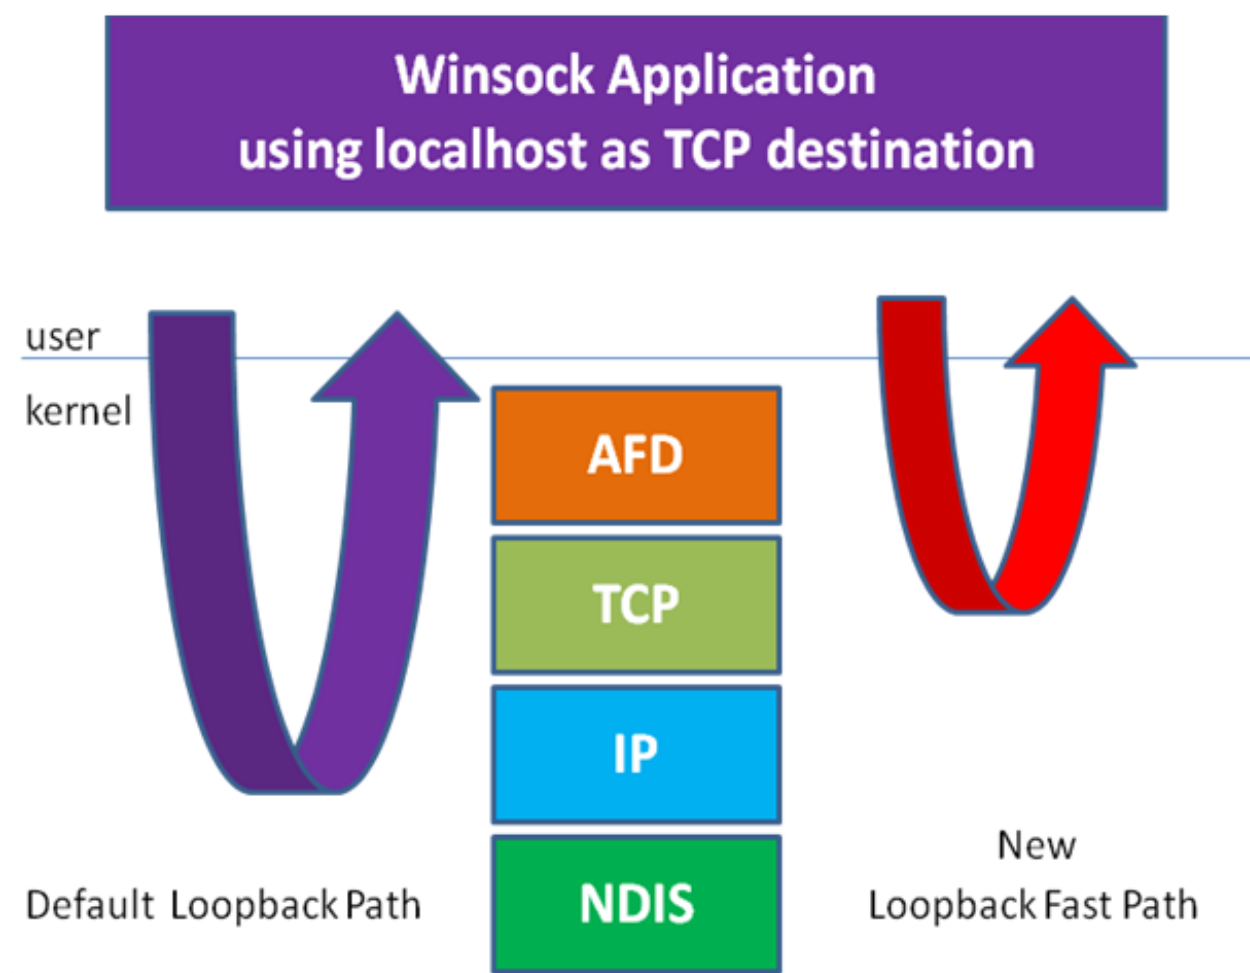 Winsock Application
using localhost as TCP destination
user
kernel
AFD
TCP
IP
NDIS
Default Loopback Path
New
Loopback Fast Path